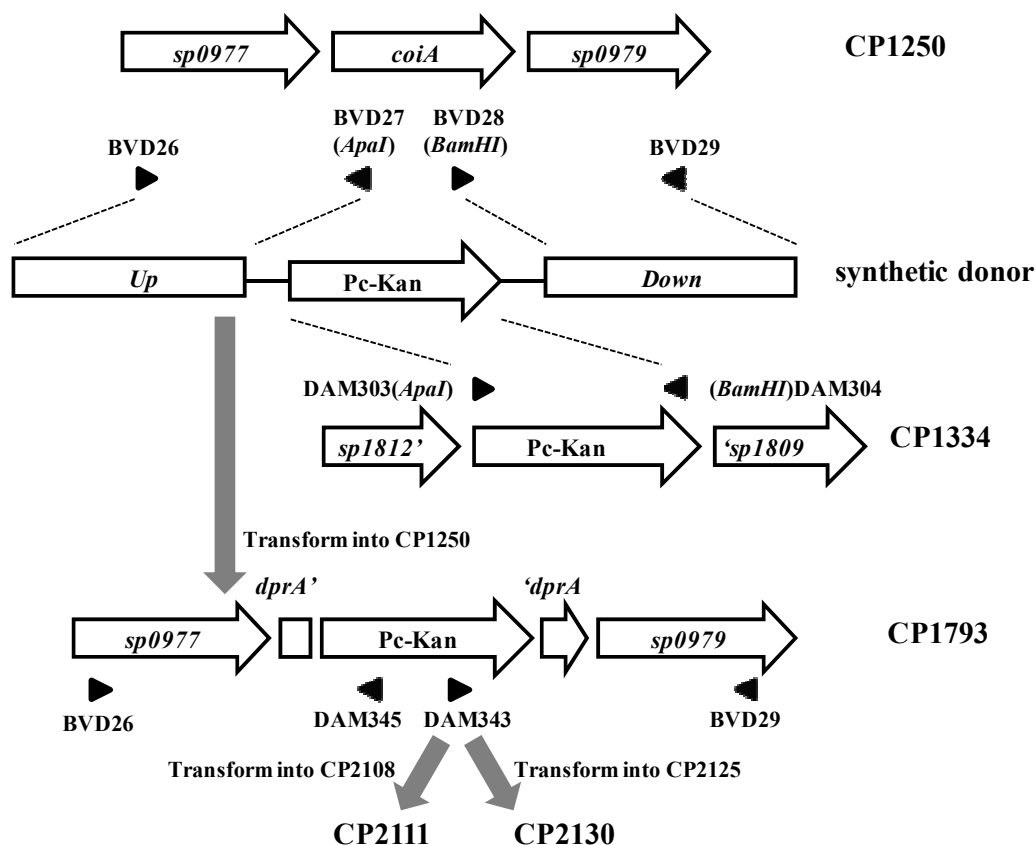 sp0977 coiA sp0979 CP1250
BVD26 BVD27 BVD28 BVD29
(ApaI) (BamHI)
Up Pc-Kan Down synthetic donor
DAM303(ApaI) (BamHI)DAM304
sp1812’ Pc-Kan ‘sp1809 CP1334
Transform into CP1250
dprA’ ‘dprA
sp0977 Pc-Kan sp0979 CP1793
BVD26 DAM345 DAM343 BVD29
Transform into CP2108 Transform into CP2125
CP2111 CP2130